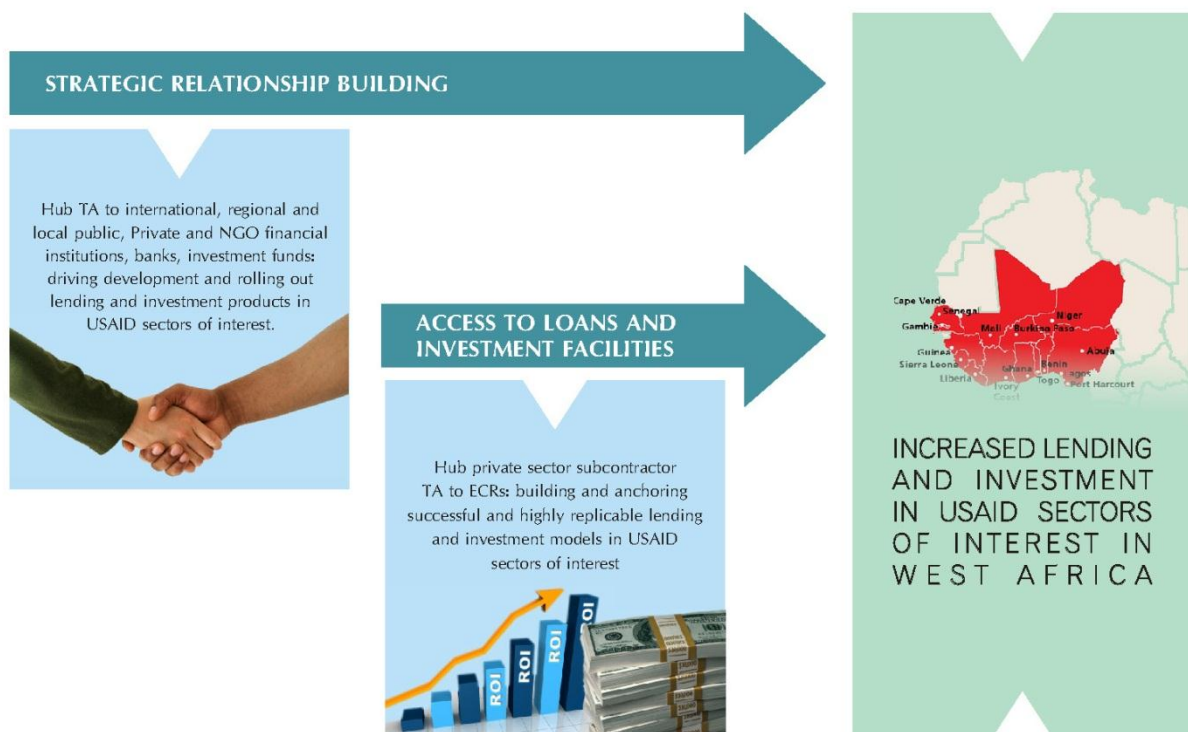 STRATEGIC RELATIONSHIP BUILDING
Hub TA to international, regional and
local public, Private and NGO financial
institutions, banks, investment funds:
driving development and rolling out
lending and investment products in
USAID sectors of interest.
ACCESS TO LOANS AND
INVESTMENT FACILITIES
Hub private sector subcontractor
TA to ECRs: building and anchoring
successful and highly replicable lending
and investment models in USAID
sectors of interest
ROI
ROI
ROI
ROI
Cape Verde
Senegal
Gambia
Mali
Burkina Faso
Niger
Guinea
Abuja
Sierra Leone
Ghana
Benin
Liberia
Ivory
Coast
Togo
Lagos
Port Harcourt
INCREASED LENDING
AND INVESTMENT
IN USAID SECTORS
OF INTEREST IN
WEST AFRICA